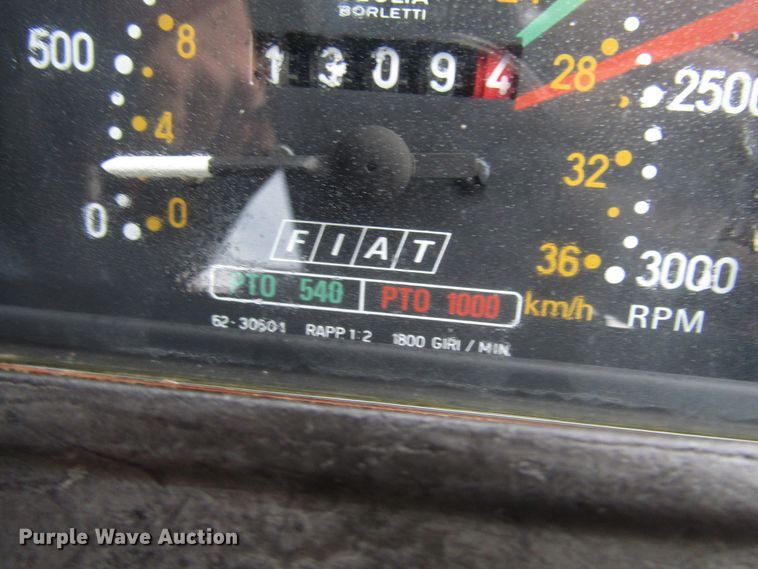 BORLETTI
500
8
13094
28
2500
4
32
0
0
FIAT
36
3000
PTO 540 PTO 1000
km/h
RPM
62-30501 RAPP. 1:2 1800 GIRI / MIN.
Purple Wave Auction